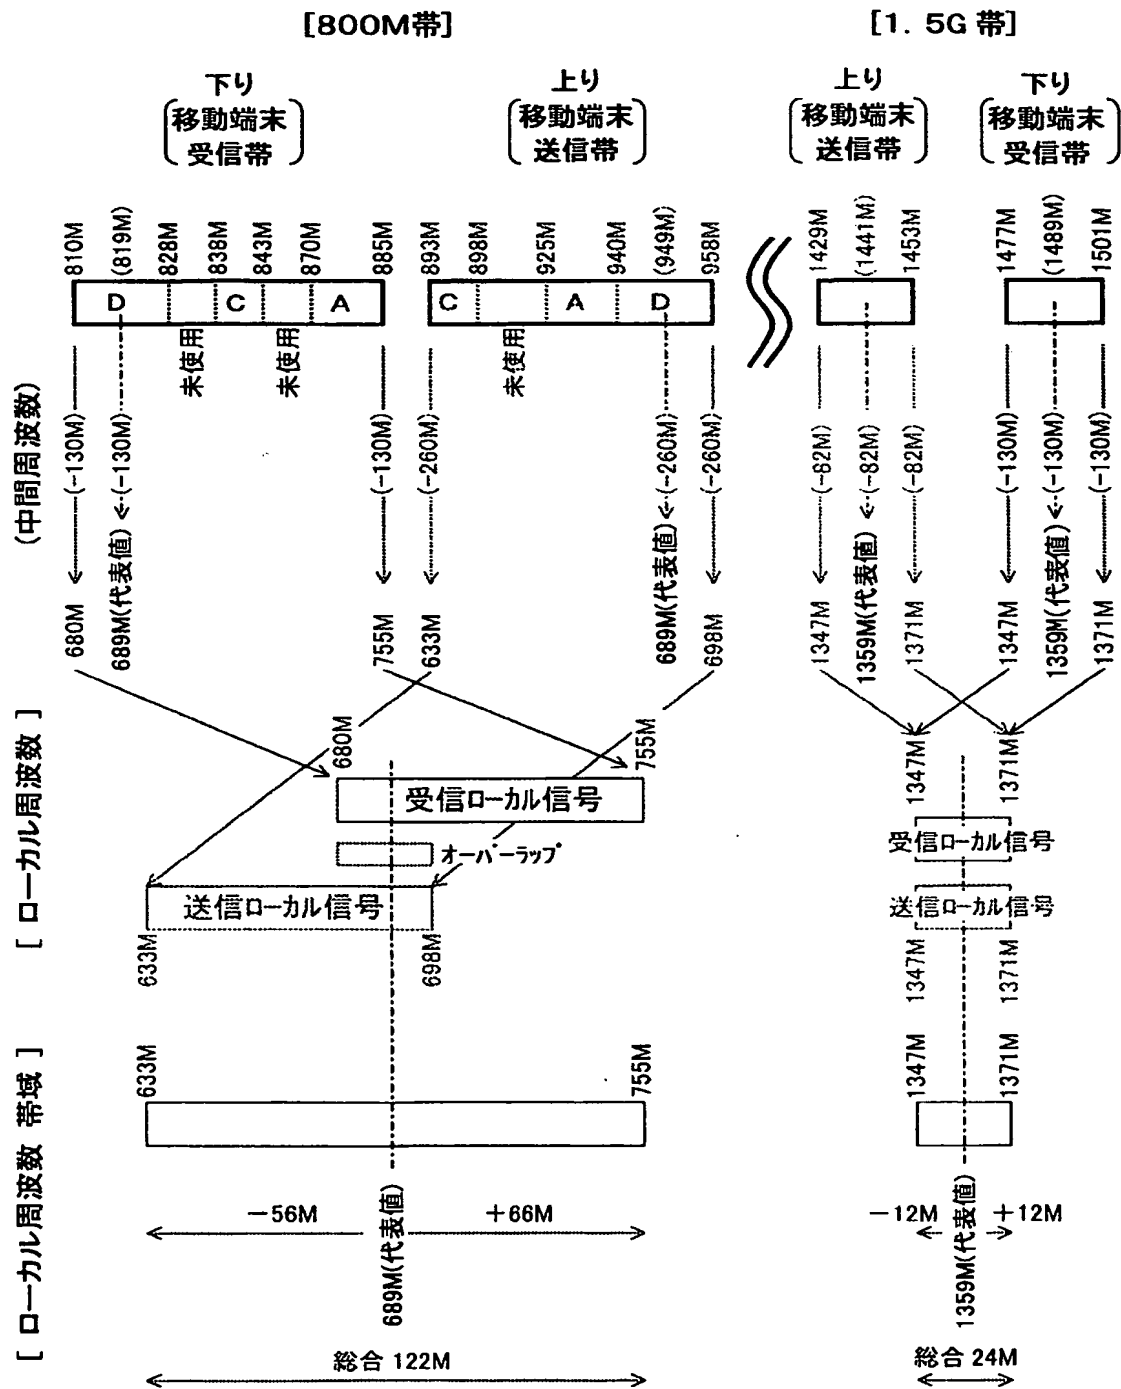 [800M帯]
[1. 5G 帯]
下り
移動端末
受信帯
上り
移動端末
送信帯
上り
移動端末
送信帯
下り
移動端末
受信帯
810M
(819M)
828M
838M
843M
870M
885M
893M
898M
925M
940M
(949M)
958M
1429M
(1441M)
1453M
1477M
(1489M)
1501M
D
C
A
C
A
D
未使用
未使用
未使用
(中間周波数)
(-130M)
(-130M)
(-130M)
(-260M)
(-260M)
(-260M)
(-82M)
(-82M)
(-82M)
(-130M)
(-130M)
(-130M)
680M
689M(代表値)
755M
633M
689M(代表値)
698M
1347M
1359M(代表値)
1371M
1347M
1359M(代表値)
1371M
[ ローカル周波数 ]
680M
755M
受信ローカル信号
オーバーラップ
送信ローカル信号
633M
698M
1347M
1371M
受信ローカル信号
送信ローカル信号
1347M
1371M
[ ローカル周波数 帯域 ]
633M
755M
1347M
1371M
-56M
689M(代表値)
+66M
-12M
1359M(代表値)
+12M
総合 122M
総合 24M